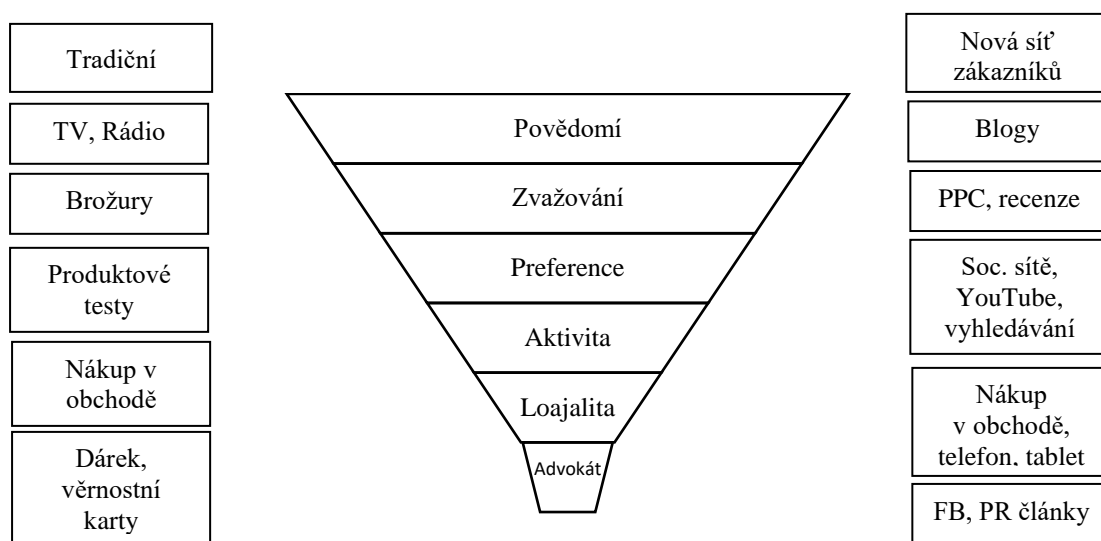 Tradiční
TV, Rádio
Brožury
Produktové
testy
Nákup v
obchodě
Dárek,
věrnostní
karty
Povědomí
Zvažování
Preference
Aktivita
Loajalita
Advokát
Nová síť
zákazníků
Blogy
PPC, recenze
Soc. sítě,
YouTube,
vyhledávání
Nákup
v obchodě,
telefon, tablet
FB, PR články